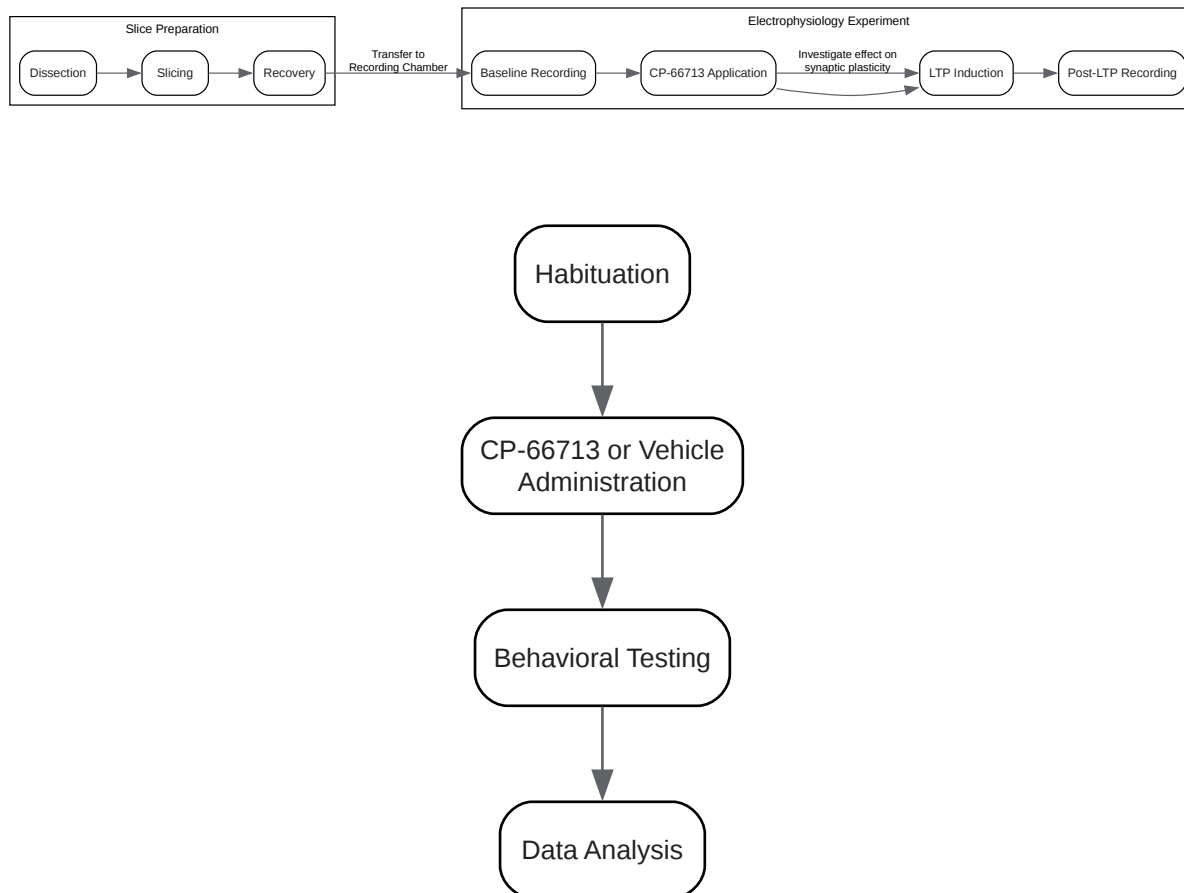 Slice Preparation
Dissection
Slicing
Recovery
Transfer to
Recording Chamber
Electrophysiology Experiment
Baseline Recording
CP-66713 Application
Investigate effect on
synaptic plasticity
LTP Induction
Post-LTP Recording
Habituation
CP-66713 or Vehicle
Administration
Behavioral Testing
Data Analysis